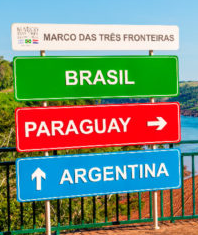 MARCO DAS TRÊS FRONTEIRAS
BRASIL
PARAGUAY →
↑ ARGENTINA